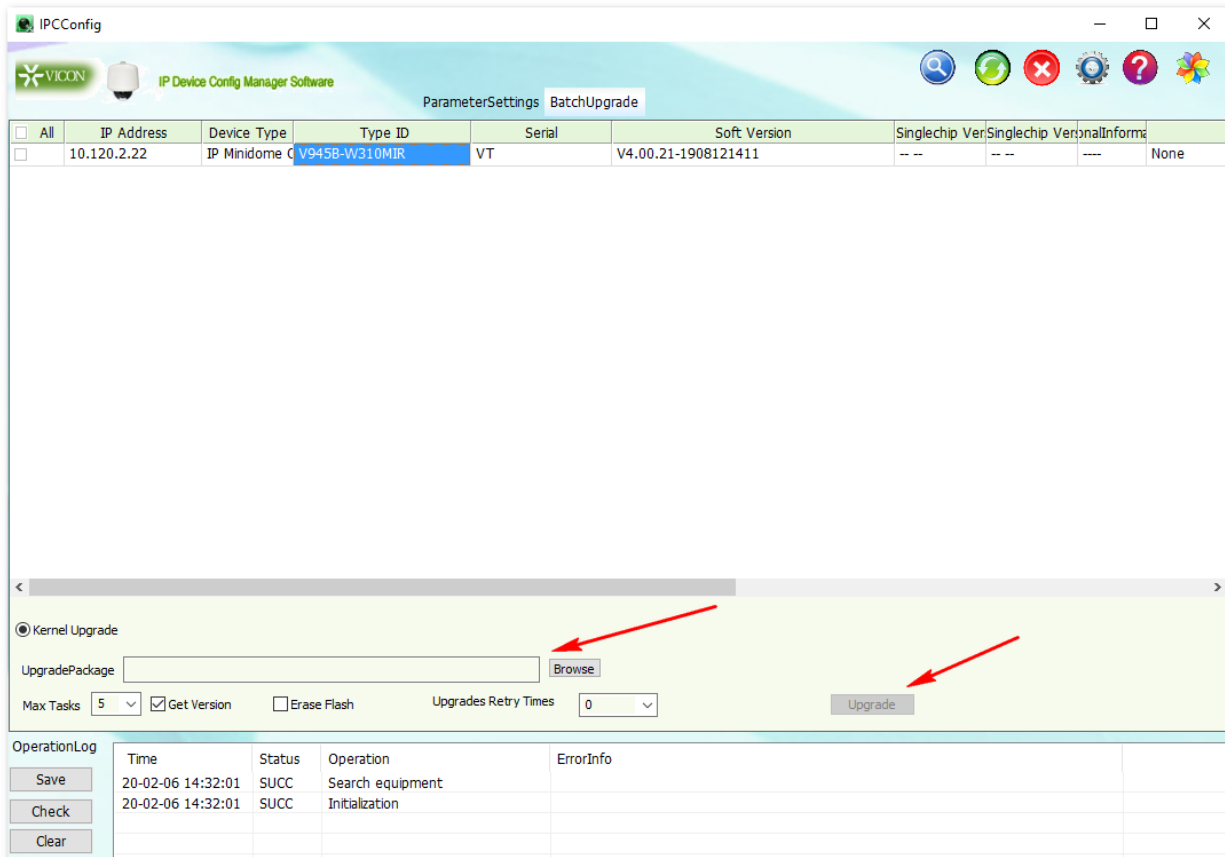 IPCConfig
VICON IP Device Config Manager Software
ParameterSettings BatchUpgrade
All IP Address Device Type Type ID Serial Soft Version Singlechip Ver Singlechip Ver onalInforma
10.120.2.22 IP Minidome C V945B-W310MIR VT V4.00.21-1908121411 -- -- -- -- ---- None
Kernel Upgrade
UpgradePackage Browse
Max Tasks 5 Get Version Erase Flash Upgrades Retry Times 0 Upgrade
OperationLog
Time Status Operation ErrorInfo
Save
20-02-06 14:32:01 SUCC Search equipment
Check
20-02-06 14:32:01 SUCC Initialization
Clear